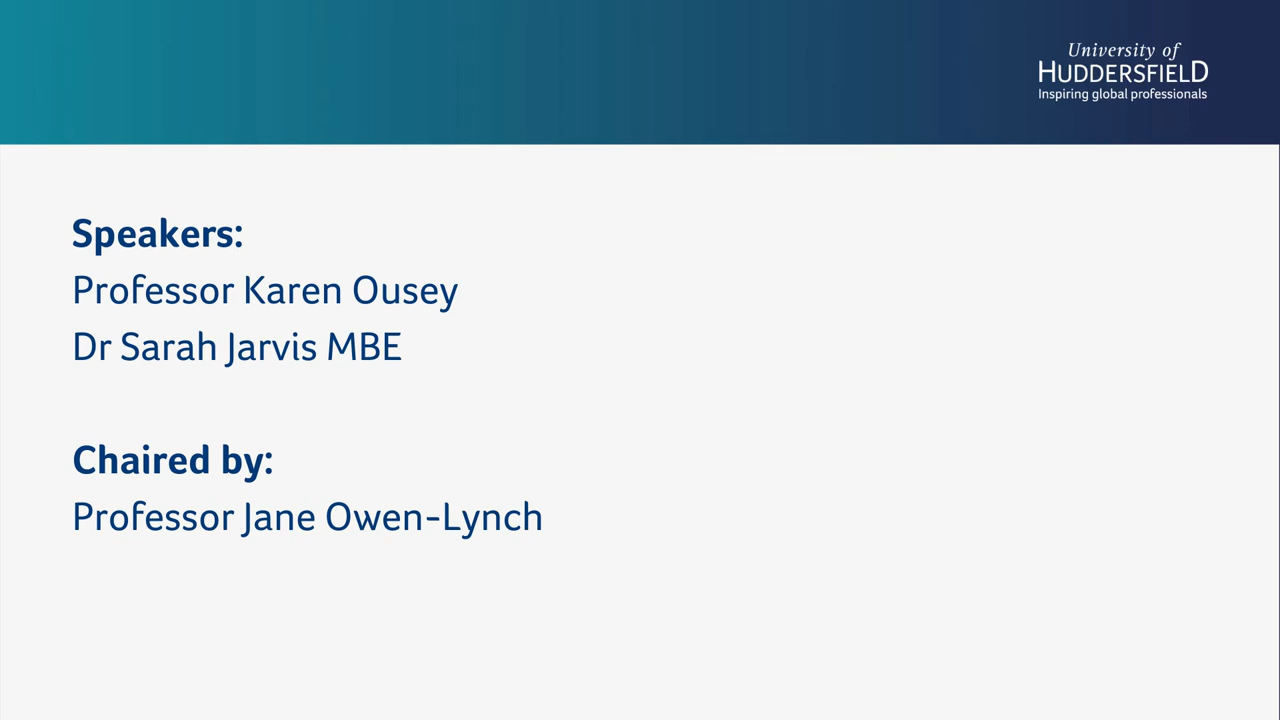 University of
HUDDERSFIELD
Inspiring global professionals
Speakers:
Professor Karen Ousey
Dr Sarah Jarvis MBE
Chaired by:
Professor Jane Owen-Lynch